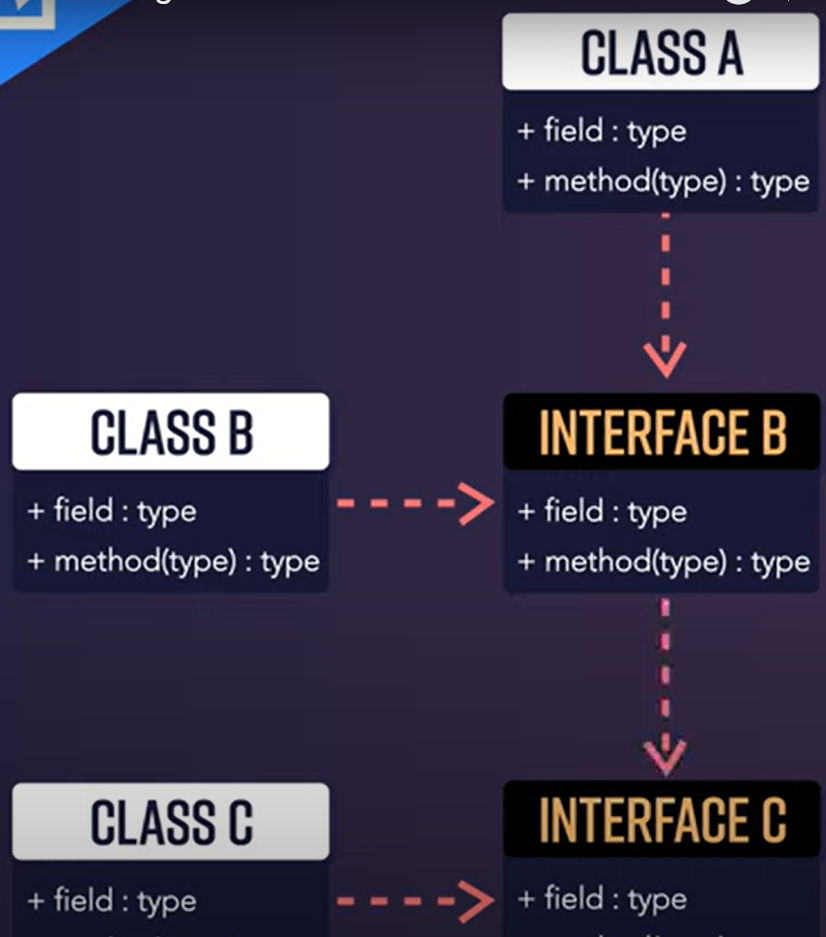 CLASS A
+ field : type
+ method(type) : type
CLASS B
+ field : type
+ method(type) : type
INTERFACE B
+ field : type
+ method(type) : type
CLASS C
+ field : type
INTERFACE C
+ field : type